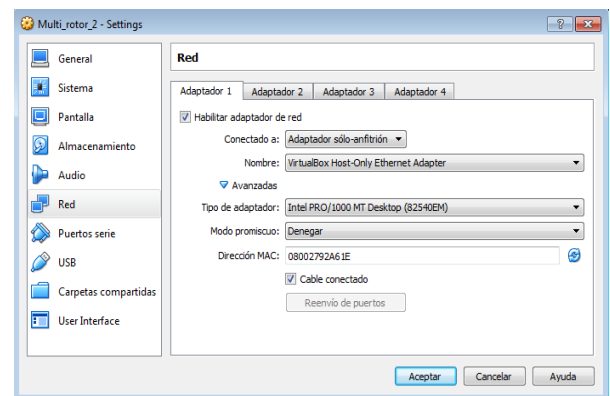 Multi_rotor_2 - Settings
General
Sistema
Pantalla
Almacenamiento
Audio
Red
Puertos serie
USB
Carpetas compartidas
User Interface
Red
Adaptador 1 Adaptador 2 Adaptador 3 Adaptador 4
Habilitar adaptador de red
Conectado a: Adaptador sólo-anfitrión
Nombre: VirtualBox Host-Only Ethernet Adapter
Avanzadas
Tipo de adaptador: Intel PRO/1000 MT Desktop (82540EM)
Modo promiscuo: Denegar
Dirección MAC: 08002792A61E
Cable conectado
Reenvío de puertos
Aceptar Cancelar Ayuda